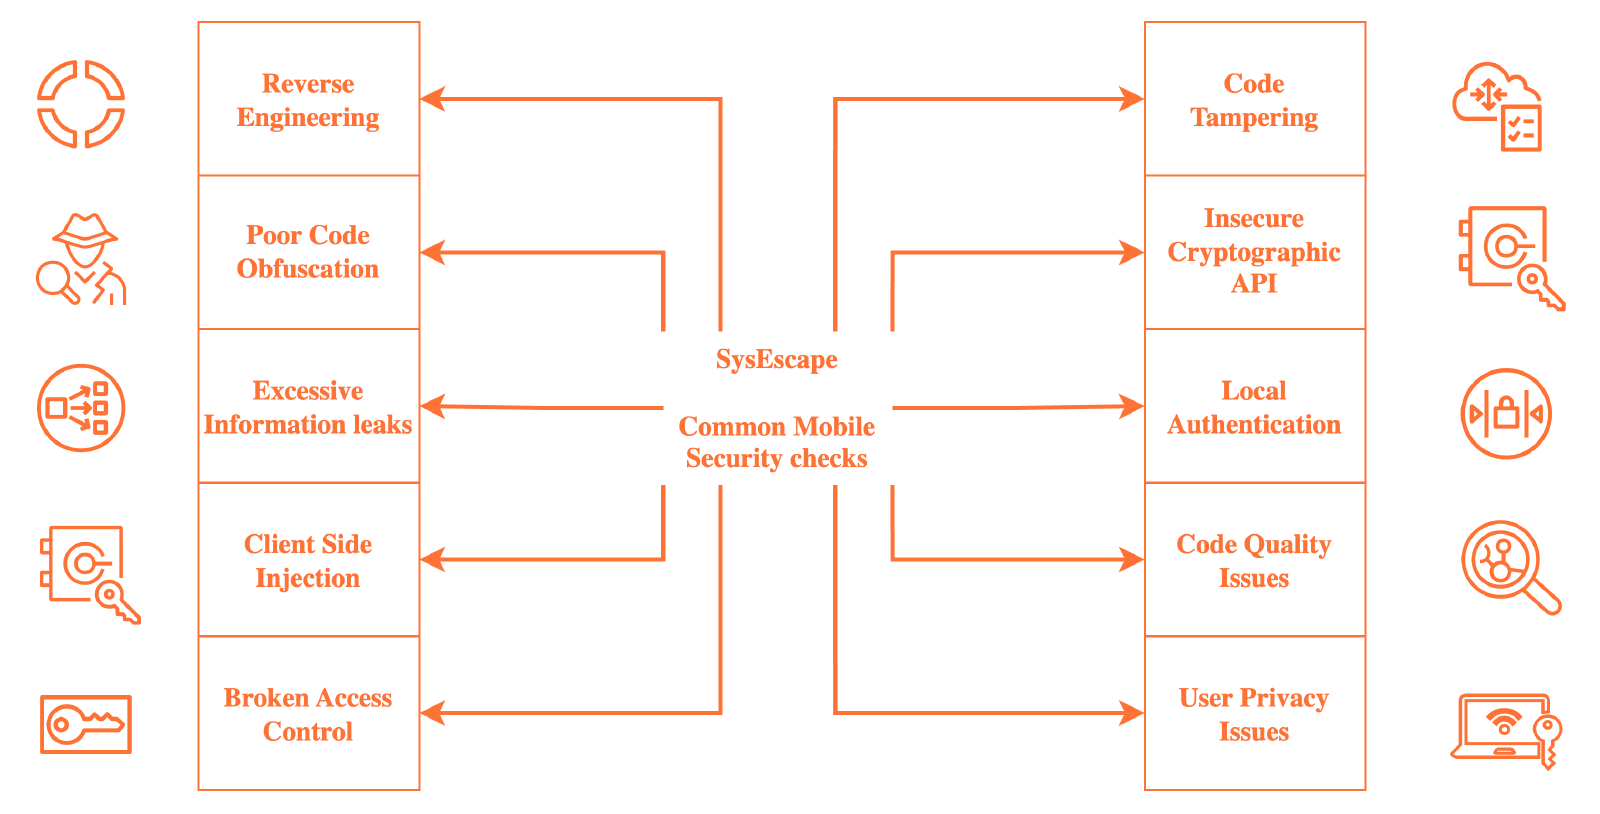 Reverse
Engineering
Poor Code
Obfuscation
Excessive
Information leaks
Client Side
Injection
Broken Access
Control
SysEscape
Common Mobile
Security checks
Code
Tampering
Insecure
Cryptographic
API
Local
Authentication
Code Quality
Issues
User Privacy
Issues